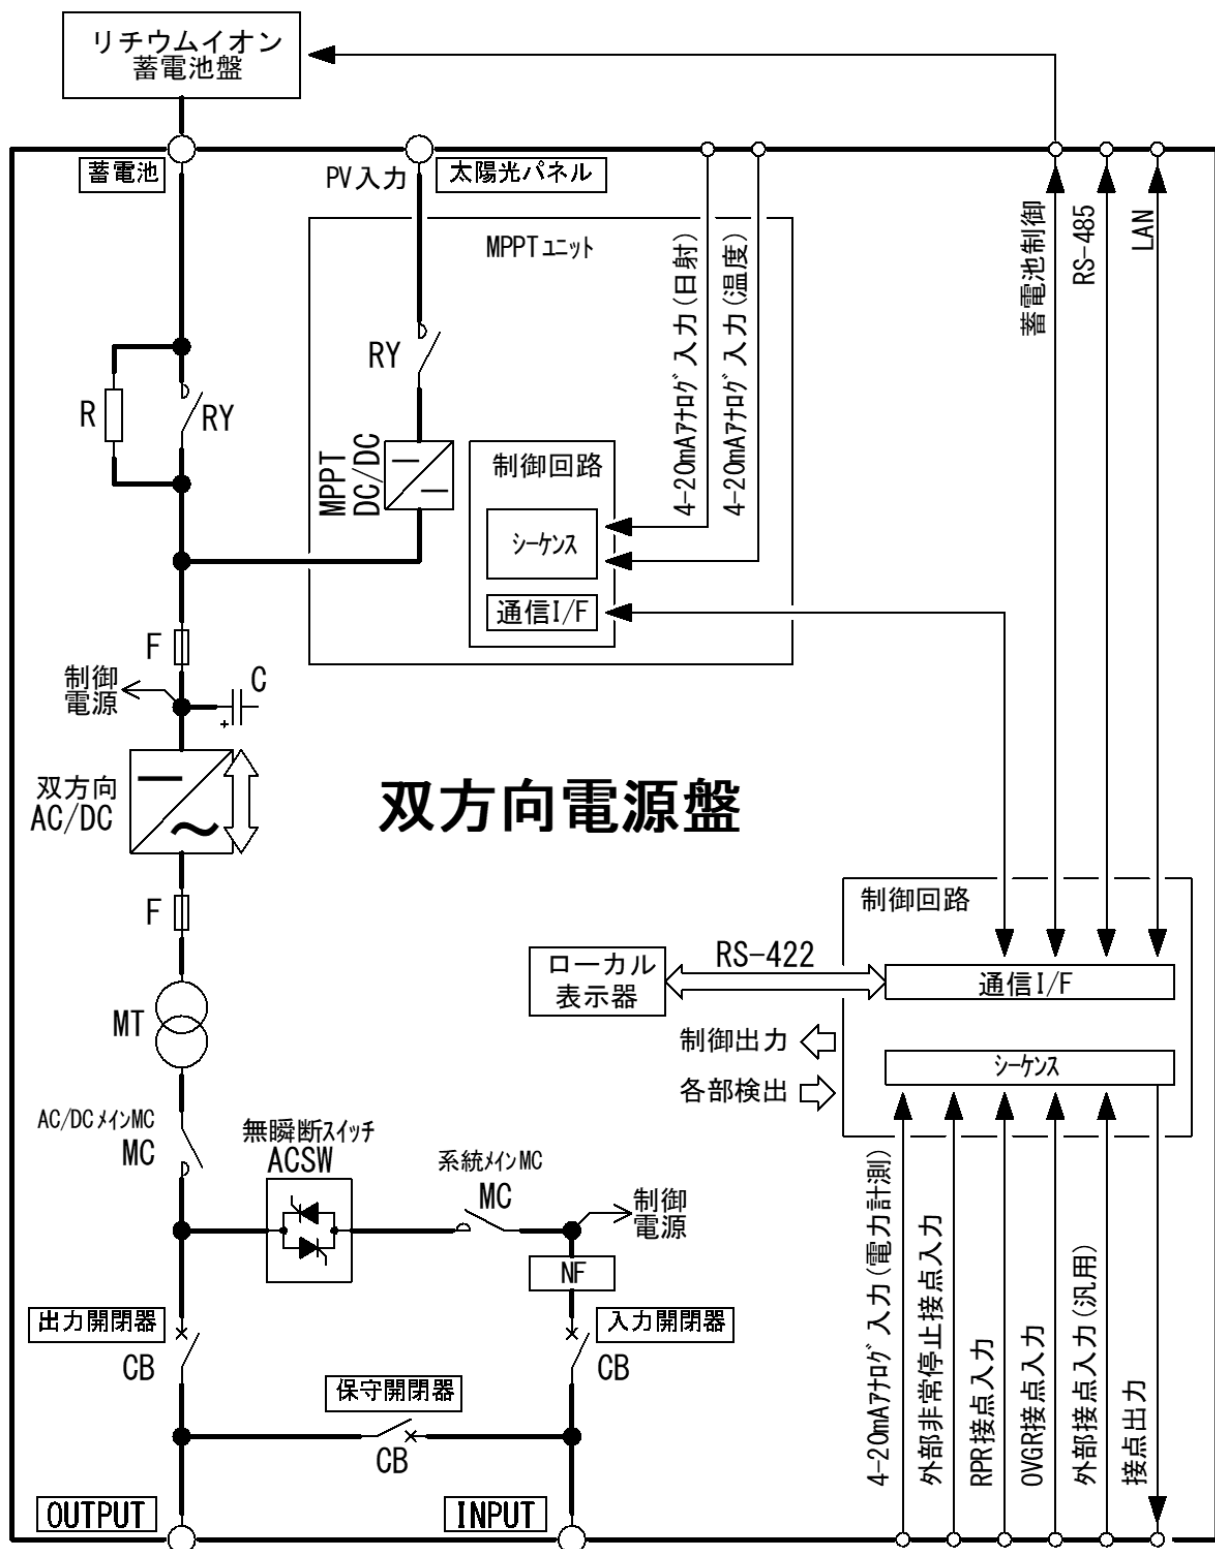 リチウムイオン
蓄電池盤
蓄電池
PV入力
太陽光パネル
MPPTユニット
4-20mAアナログ入力(日射)
4-20mAアナログ入力(温度)
蓄電池制御
RS-485
LAN
R
RY
RY
MPPT
DC/DC
制御回路
シーケンス
通信I/F
F
制御
電源
C
+
双方向
AC/DC
双方向電源盤
F
制御回路
ローカル
表示器
RS-422
通信I/F
MT
制御出力
シーケンス
各部検出
AC/DCメインMC
MC
無瞬断スイッチ
ACSW
系統メインMC
MC
制御
電源
NF
出力開閉器
CB
入力開閉器
CB
保守開閉器
CB
4-20mAアナログ入力(電力計測)
外部非常停止接点入力
RPR接点入力
OVGR接点入力
外部接点入力(汎用)
接点出力
OUTPUT
INPUT